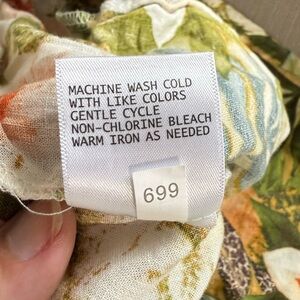 MACHINE WASH COLD
WITH LIKE COLORS
GENTLE CYCLE
NON-CHLORINE BLEACH
WARM IRON AS NEEDED
699